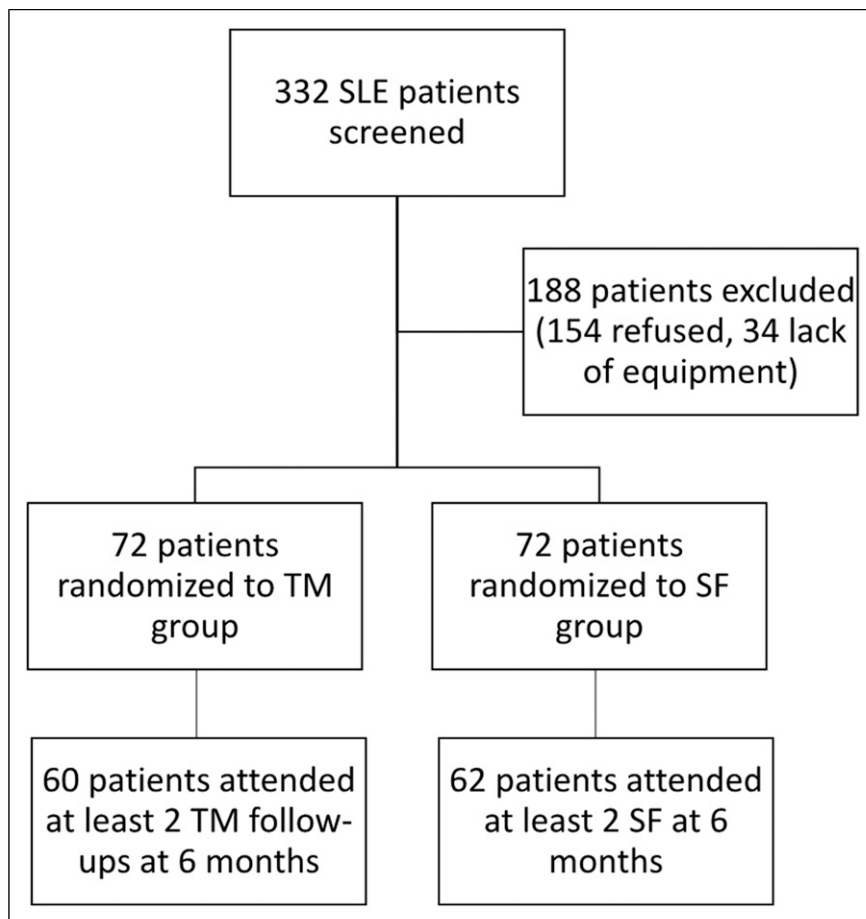 332 SLE patients
screened
188 patients excluded
(154 refused, 34 lack
of equipment)
72 patients
randomized to TM
group
72 patients
randomized to SF
group
60 patients attended
at least 2 TM follow-
ups at 6 months
62 patients attended
at least 2 SF at 6
months